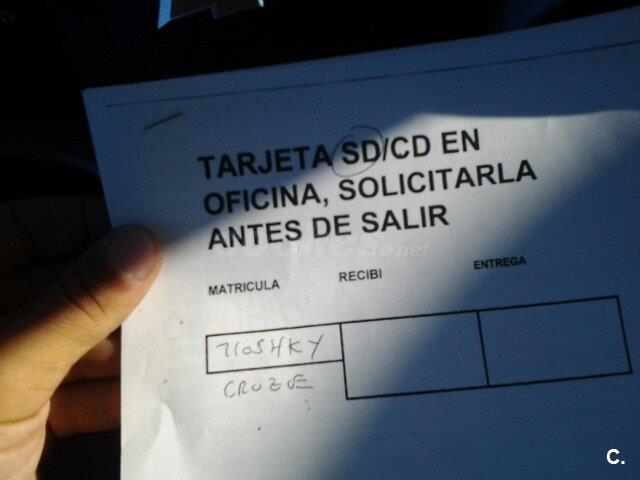 TARJETA SD/CD EN
OFICINA, SOLICITARLA
ANTES DE SALIR
MATRICULA RECIBI ENTREGA
7105HKY
CRUZE
C.